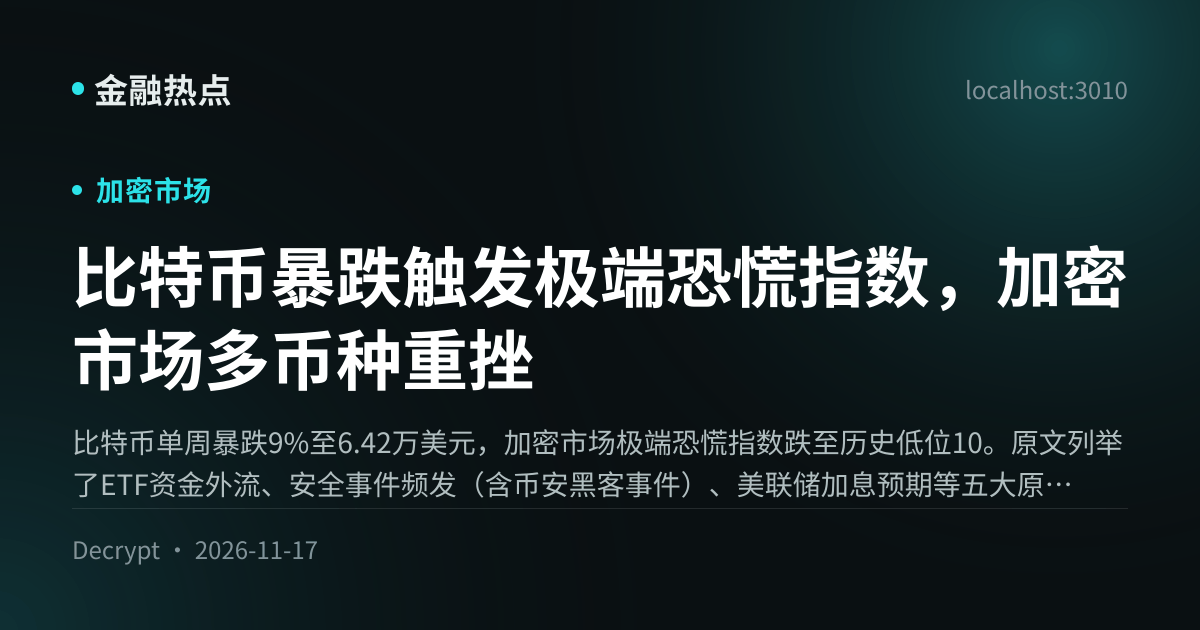 金融热点
localhost:3010
加密市场
比特币暴跌触发极端恐慌指数，加密
市场多币种重挫
比特币单周暴跌9%至6.42万美元，加密市场极端恐慌指数跌至历史低位10。原文列举
了ETF资金外流、安全事件频发（含币安黑客事件）、美联储加息预期等五大原…
Decrypt • 2026-11-17